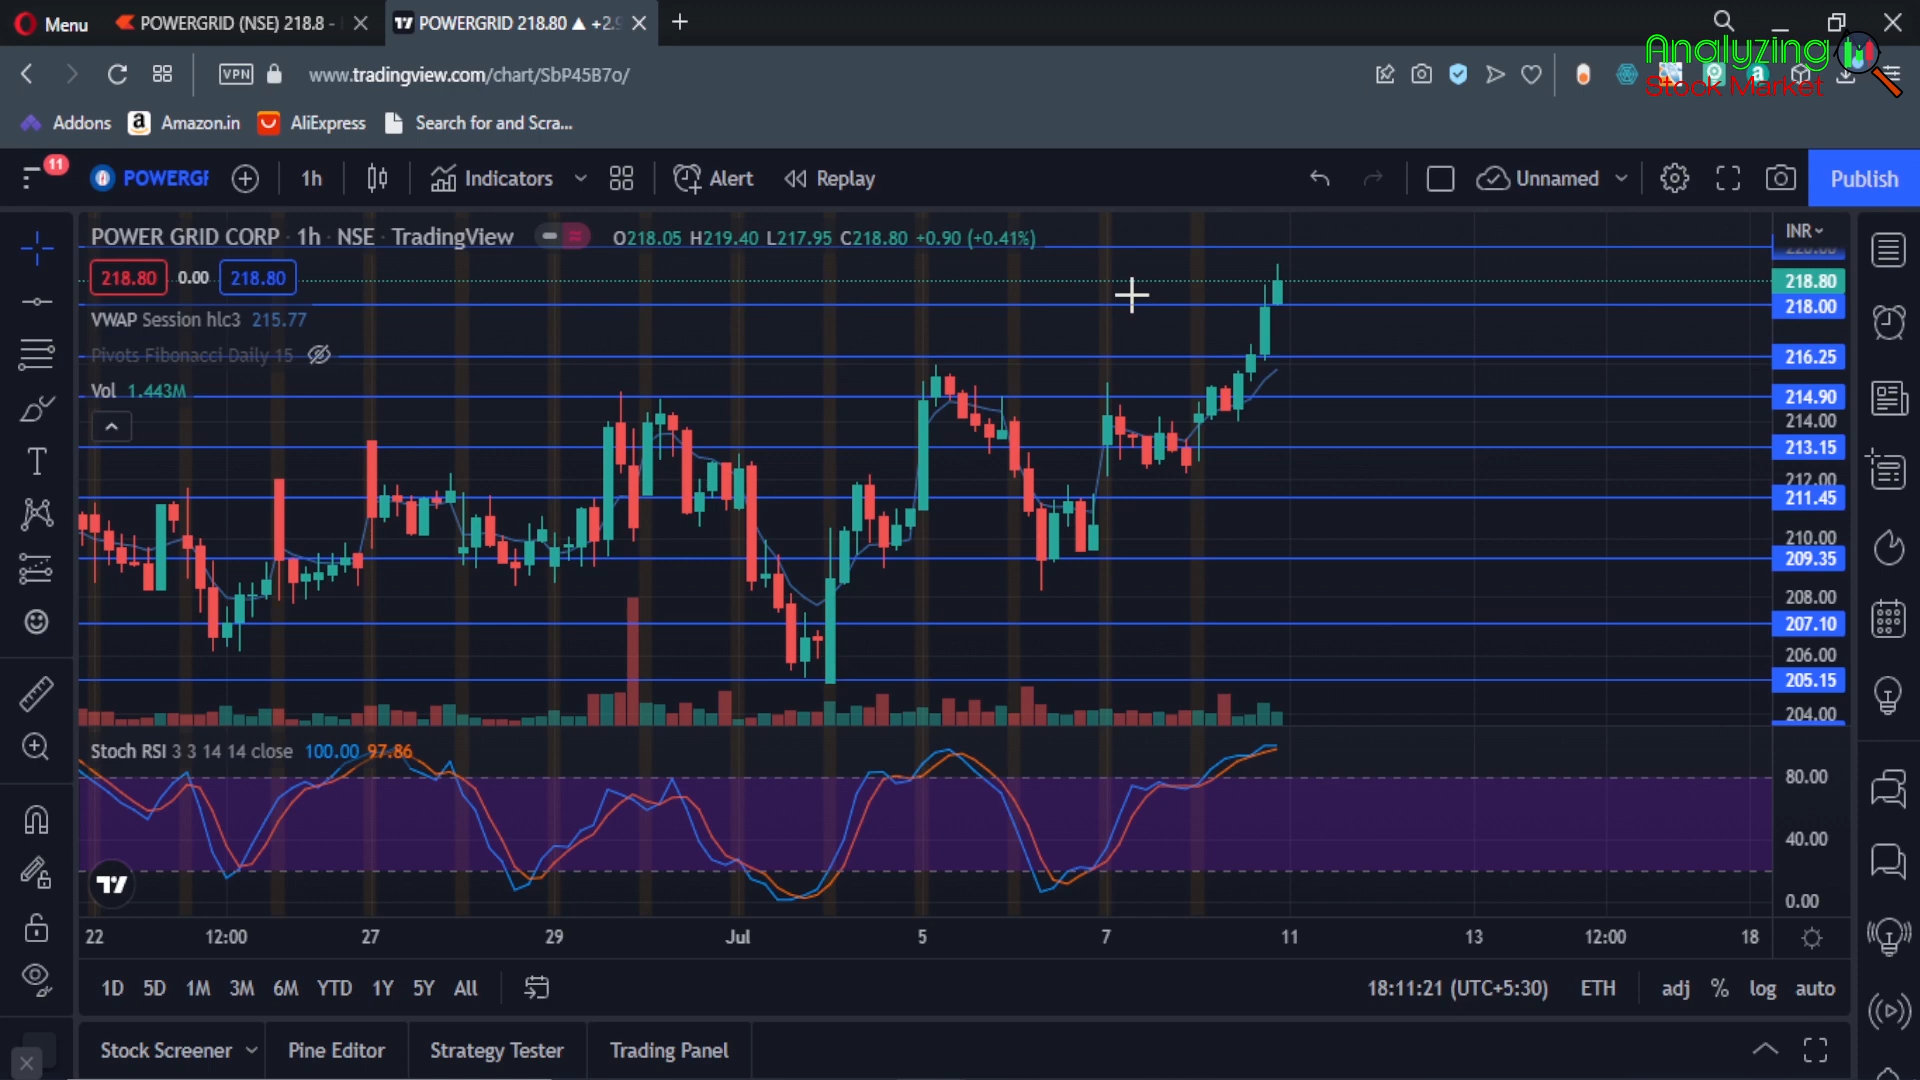 Menu
POWERGRID (NSE) 218.8 -
POWERGRID 218.80 ▲ +2.9
Analyzing
Stock Market
VPN
www.tradingview.com/chart/SbP45B7o/
Addons
Amazon.in
AliExpress
Search for and Scra...
11
POWERGF
1h
Indicators
Alert
Replay
Unnamed
Publish
POWER GRID CORP · 1h · NSE · TradingView
O218.05 H219.40 L217.95 C218.80 +0.90 (+0.41%)
INR
218.80
0.00
218.80
218.80
218.00
VWAP Session hlc3 215.77
Pivots Fibonacci Daily 15
216.25
Vol 1.443M
214.90
214.00
213.15
212.00
211.45
210.00
209.35
208.00
207.10
206.00
205.15
204.00
Stoch RSI 3 3 14 14 close 100.00 97.86
80.00
40.00
0.00
22
12:00
27
29
Jul
5
7
11
13
12:00
18
1D 5D 1M 3M 6M YTD 1Y 5Y All
18:11:21 (UTC+5:30)
ETH
adj % log auto
Stock Screener
Pine Editor
Strategy Tester
Trading Panel